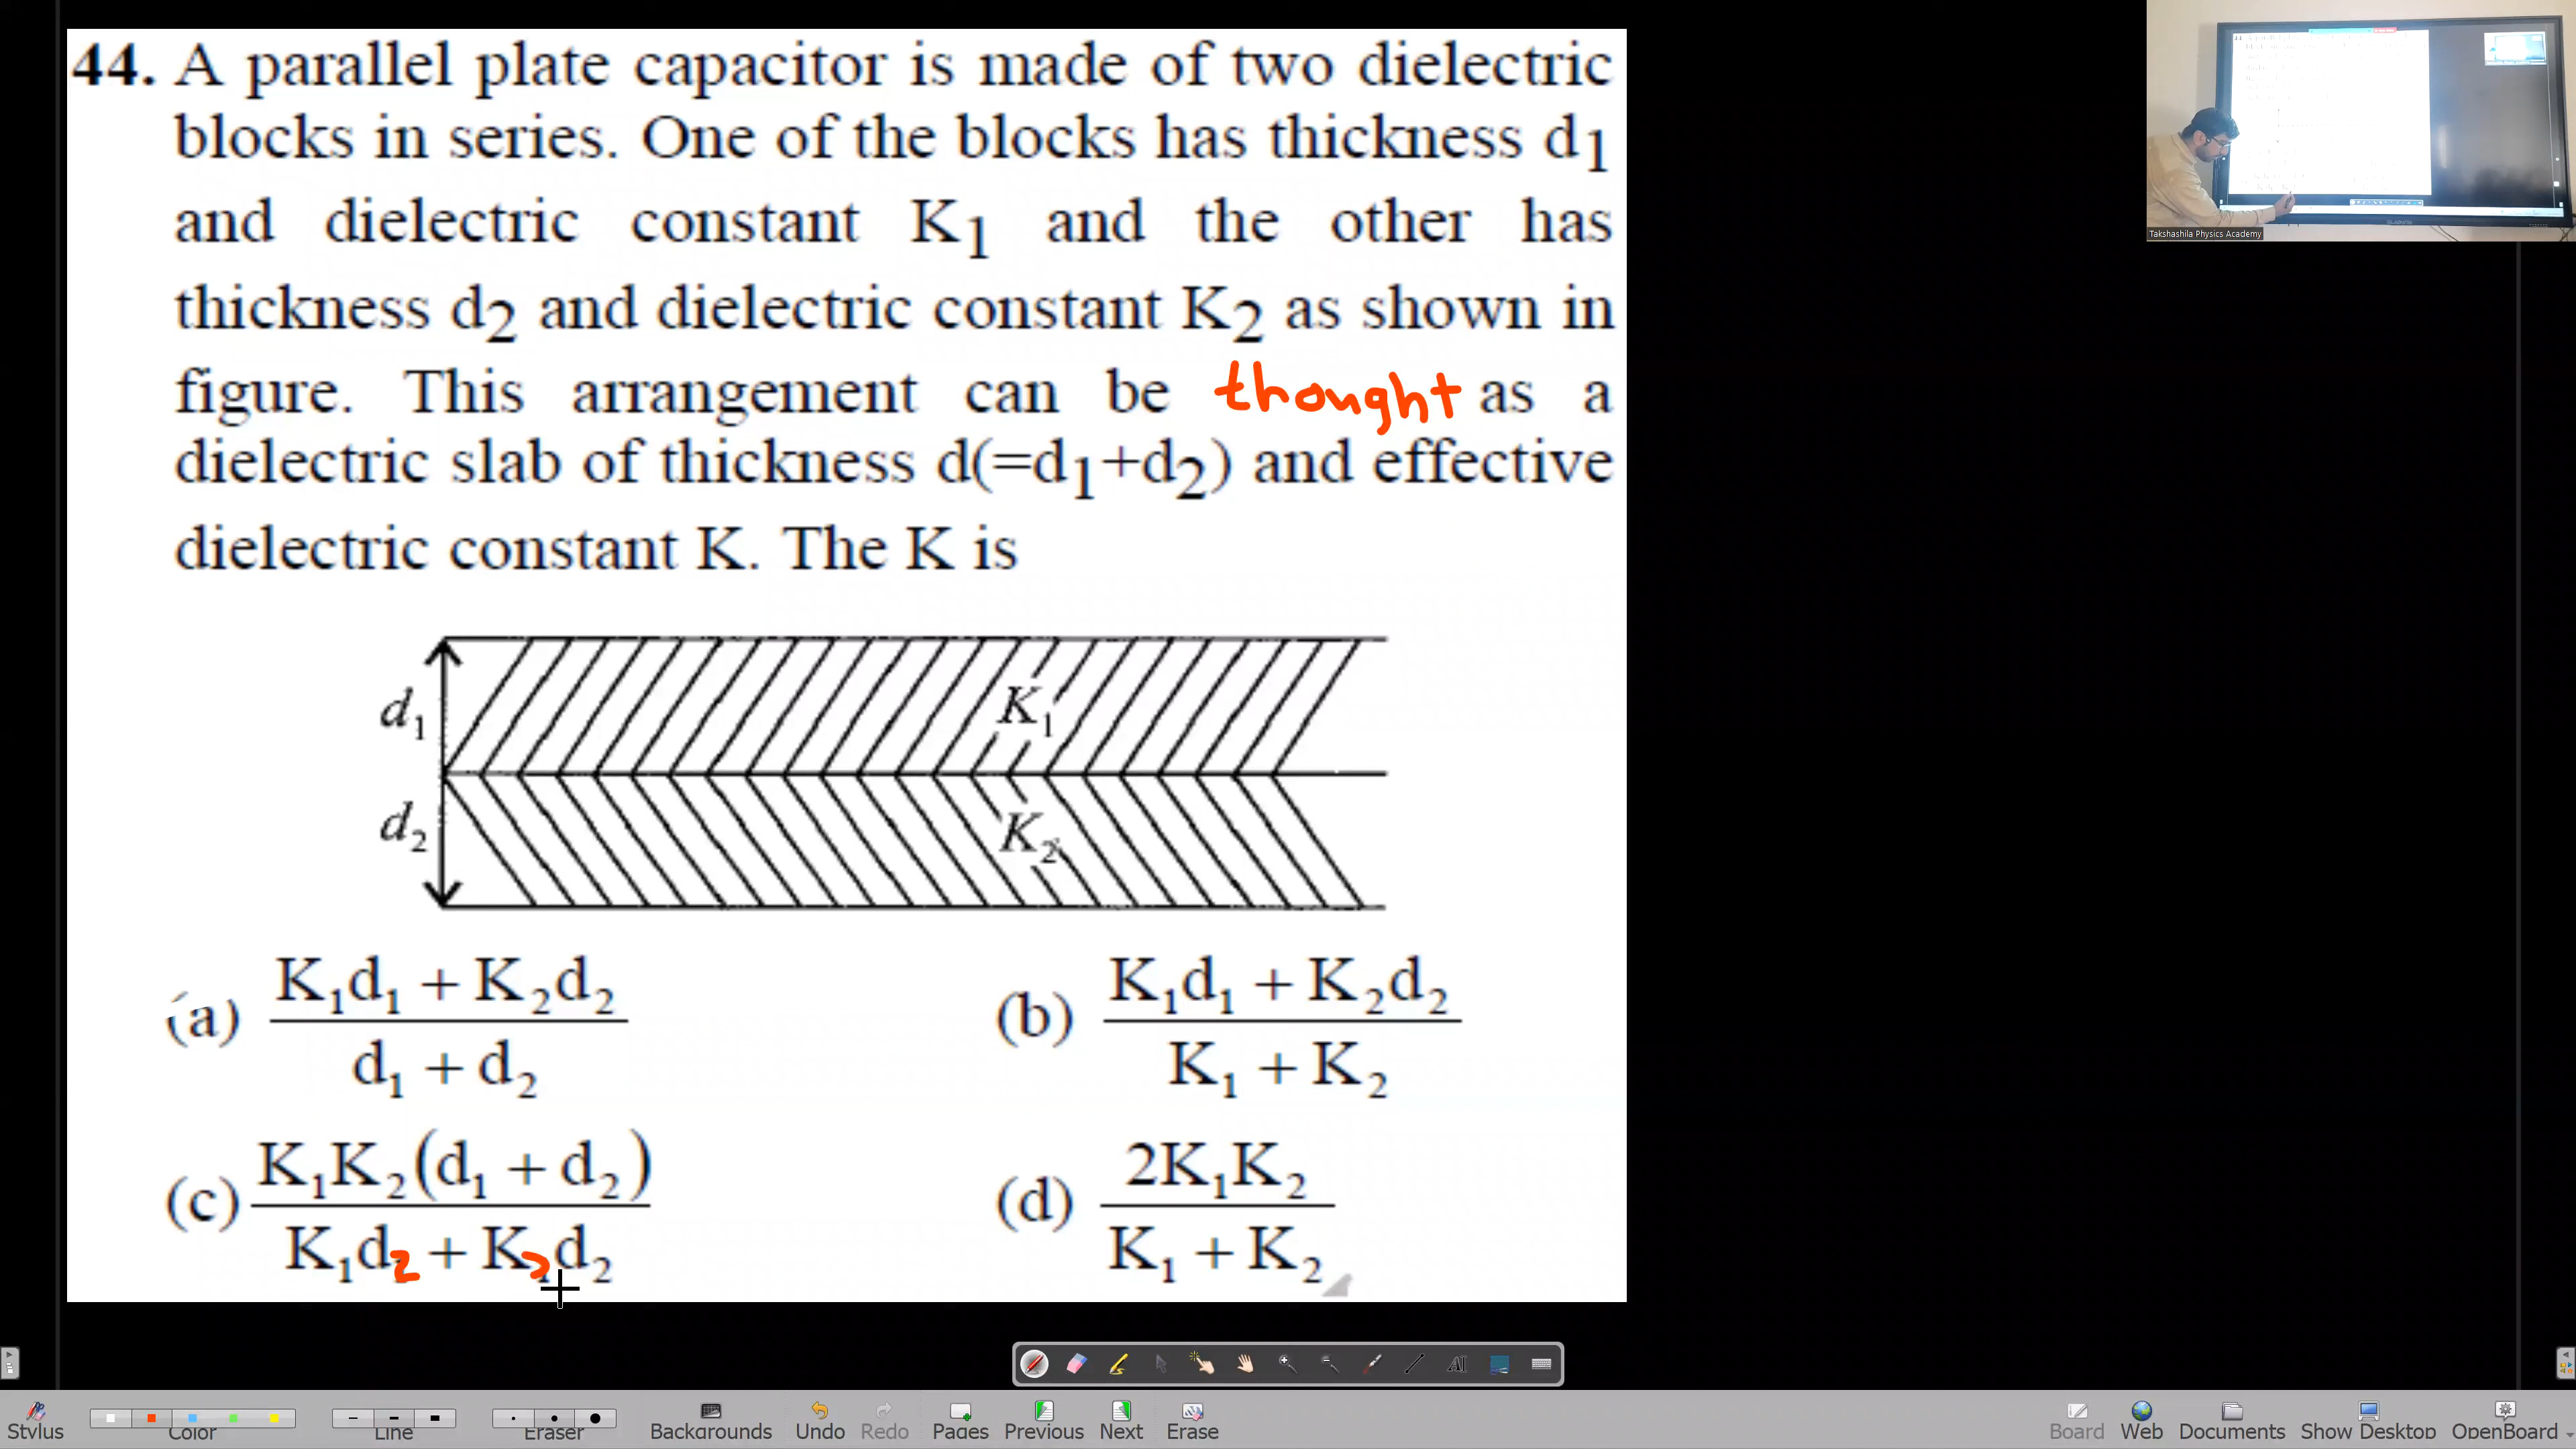 44. A parallel plate capacitor is made of two dielectric
blocks in series. One of the blocks has thickness d1
and dielectric constant K1 and the other has
thickness d2 and dielectric constant K2 as shown in
figure. This arrangement can be thought as a
dielectric slab of thickness d(=d1+d2) and effective
dielectric constant K. The K is
d1
K1
d2
K2
(a) (K1d1 + K2d2) / (d1 + d2)
(b) (K1d1 + K2d2) / (K1 + K2)
(c) K1K2(d1 + d2) / (K1d2 + K2d2)
(d) 2K1K2 / (K1 + K2)
Takshashila Physics Academy
Stylus Color Line Eraser Backgrounds Undo Redo Pages Previous Next Erase Board Web Documents Show Desktop OpenBoard